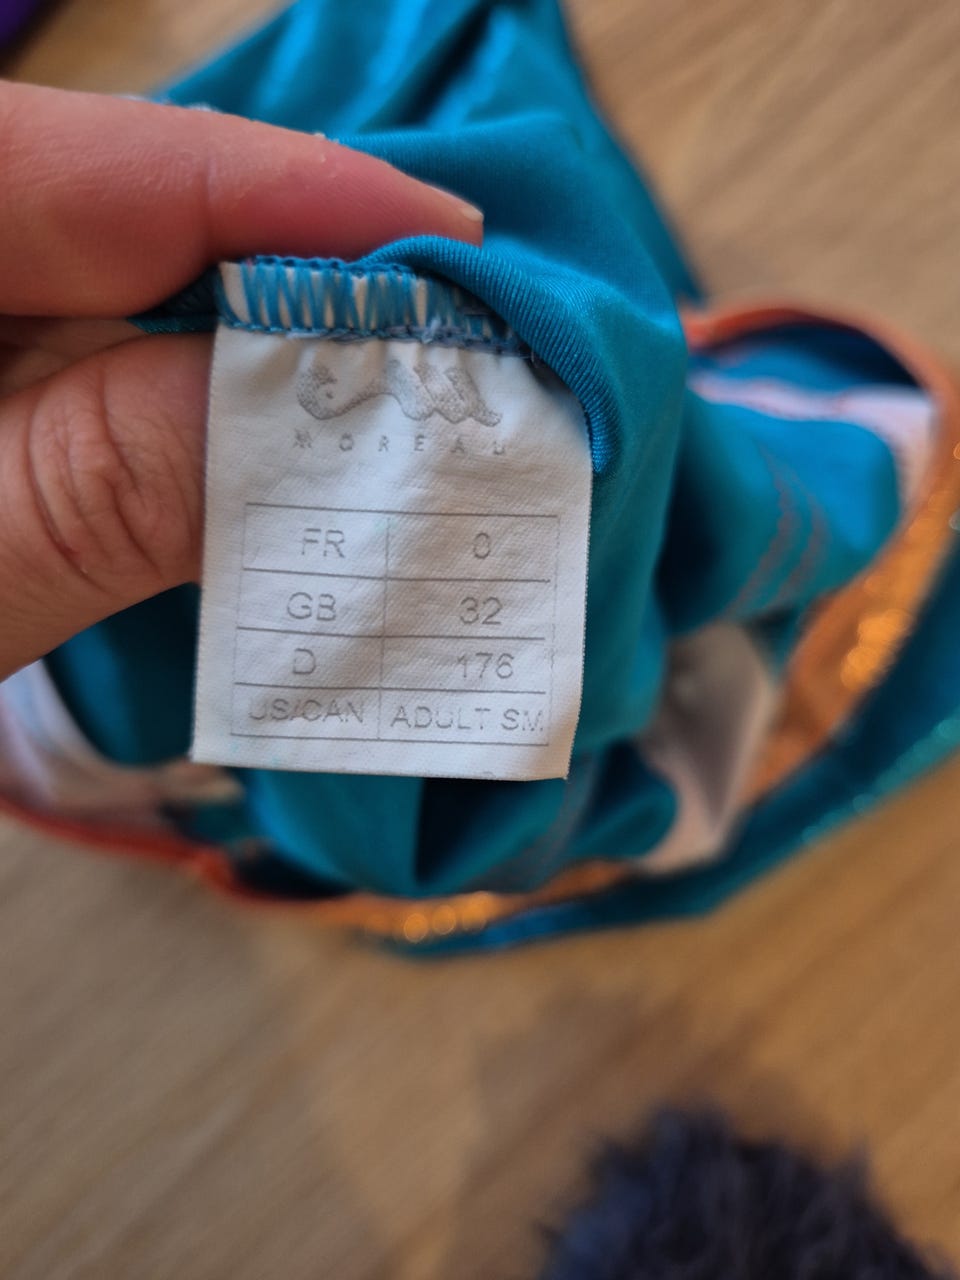 MOREAU
FR 0
GB 32
D 176
US/CAN ADULT SM